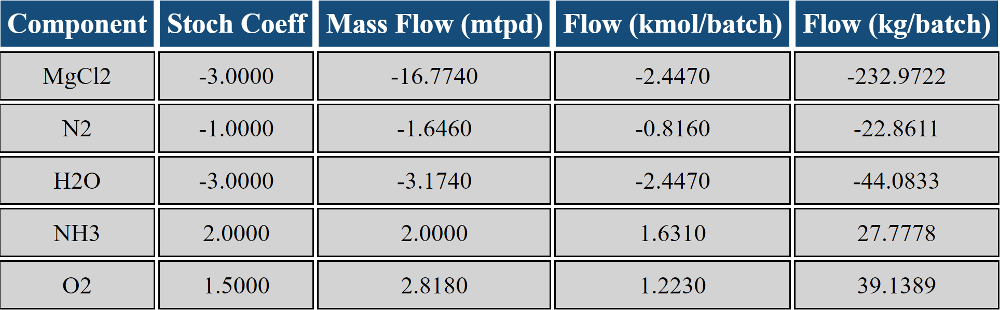 Component Stoch Coeff Mass Flow (mtpd) Flow (kmol/batch) Flow (kg/batch)
MgCl2 -3.0000 -16.7740 -2.4470 -232.9722
N2 -1.0000 -1.6460 -0.8160 -22.8611
H2O -3.0000 -3.1740 -2.4470 -44.0833
NH3 2.0000 2.0000 1.6310 27.7778
O2 1.5000 2.8180 1.2230 39.1389